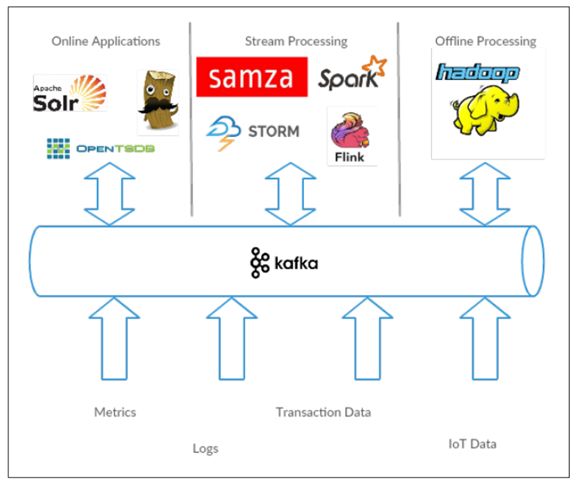 Online Applications
Stream Processing
Offline Processing
Apache
Solr
OPENTSDB
samza
Spark
STORM
Flink
hadoop
kafka
Metrics
Transaction Data
Logs
IoT Data